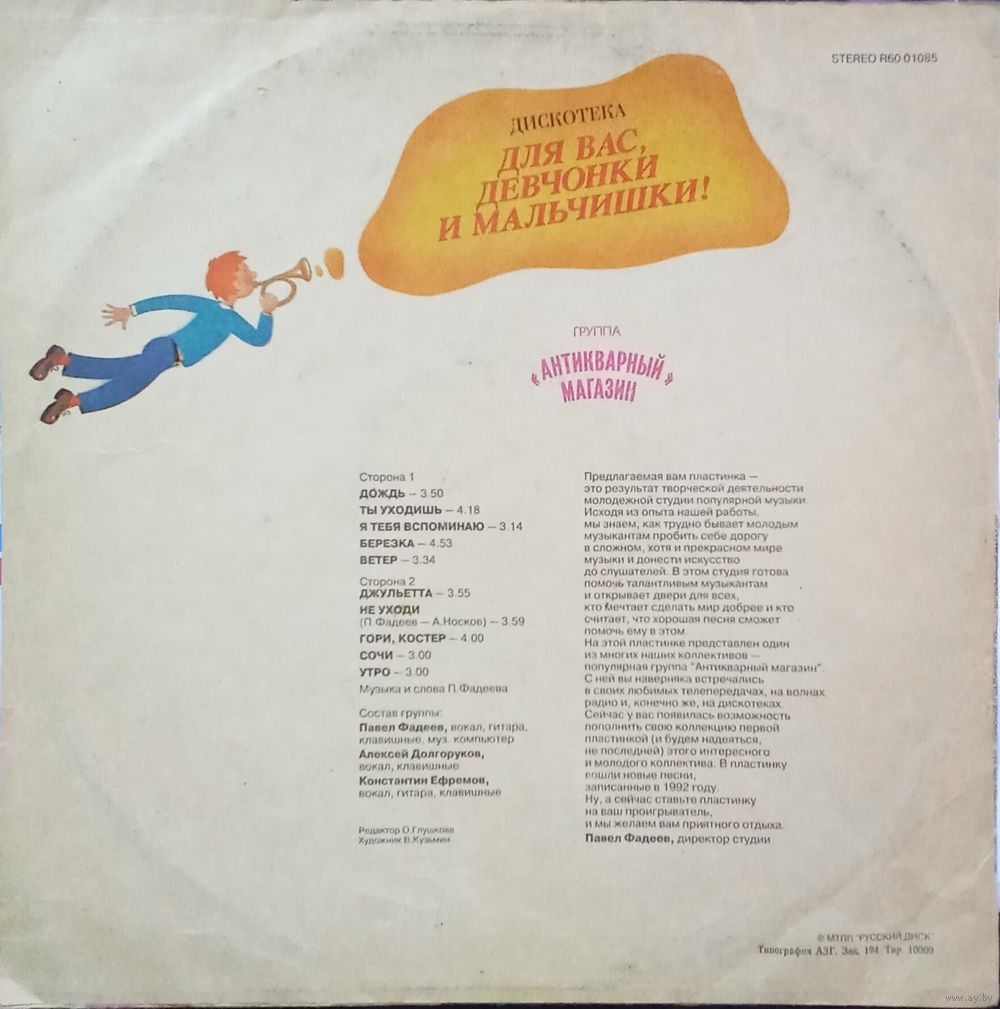 STEREO R60 01085
ДИСКОТЕКА
ДЛЯ ВАС,
ДЕВЧОНКИ
И МАЛЬЧИШКИ!
ГРУППА
«АНТИКВАРНЫЙ
МАГАЗИН»
Сторона 1
ДОЖДЬ – 3.50
ТЫ УХОДИШЬ – 4.18
Я ТЕБЯ ВСПОМИНАЮ – 3.14
БЕРЕЗКА – 4.53
ВЕТЕР – 3.34
Сторона 2
ДЖУЛЬЕТТА – 3.55
НЕ УХОДИ
(П.Фадеев – А.Носков) – 3.59
ГОРИ, КОСТЕР – 4.00
СОЧИ – 3.00
УТРО – 3.00
Музыка и слова П.Фадеева
Состав группы:
Павел Фадеев, вокал, гитара,
клавишные, муз. компьютер
Алексей Долгоруков,
вокал, клавишные
Константин Ефремов,
вокал, гитара, клавишные
Редактор О.Глушкова
Художник В.Кузьмин
Предлагаемая вам пластинка –
это результат творческой деятельности
молодежной студии популярной музыки.
Исходя из опыта нашей работы,
мы знаем, как трудно бывает молодым
музыкантам пробить себе дорогу
в сложном, хотя и прекрасном мире
музыки и донести искусство
до слушателей. В этом студия готова
помочь талантливым музыкантам
и открывает двери для всех,
кто мечтает сделать мир добрее и кто
считает, что хорошая песня сможет
помочь ему в этом.
На этой пластинке представлен один
из многих наших коллективов –
популярная группа "Антикварный магазин".
С ней вы наверняка встречались
в своих любимых телепередачах, на волнах
радио и, конечно же, на дискотеках.
Сейчас у вас появилась возможность
пополнить свою коллекцию первой
пластинкой (и будем надеяться,
не последней) этого интересного
и молодого коллектива. В пластинку
вошли новые песни,
записанные в 1992 году.
Ну, а сейчас ставьте пластинку
на ваш проигрыватель,
и мы желаем вам приятного отдыха.
Павел Фадеев, директор студии
© МТПП "РУССКИЙ ДИСК"
Типография АЗГ. Зак. 194. Тир. 10000
www.ay.by